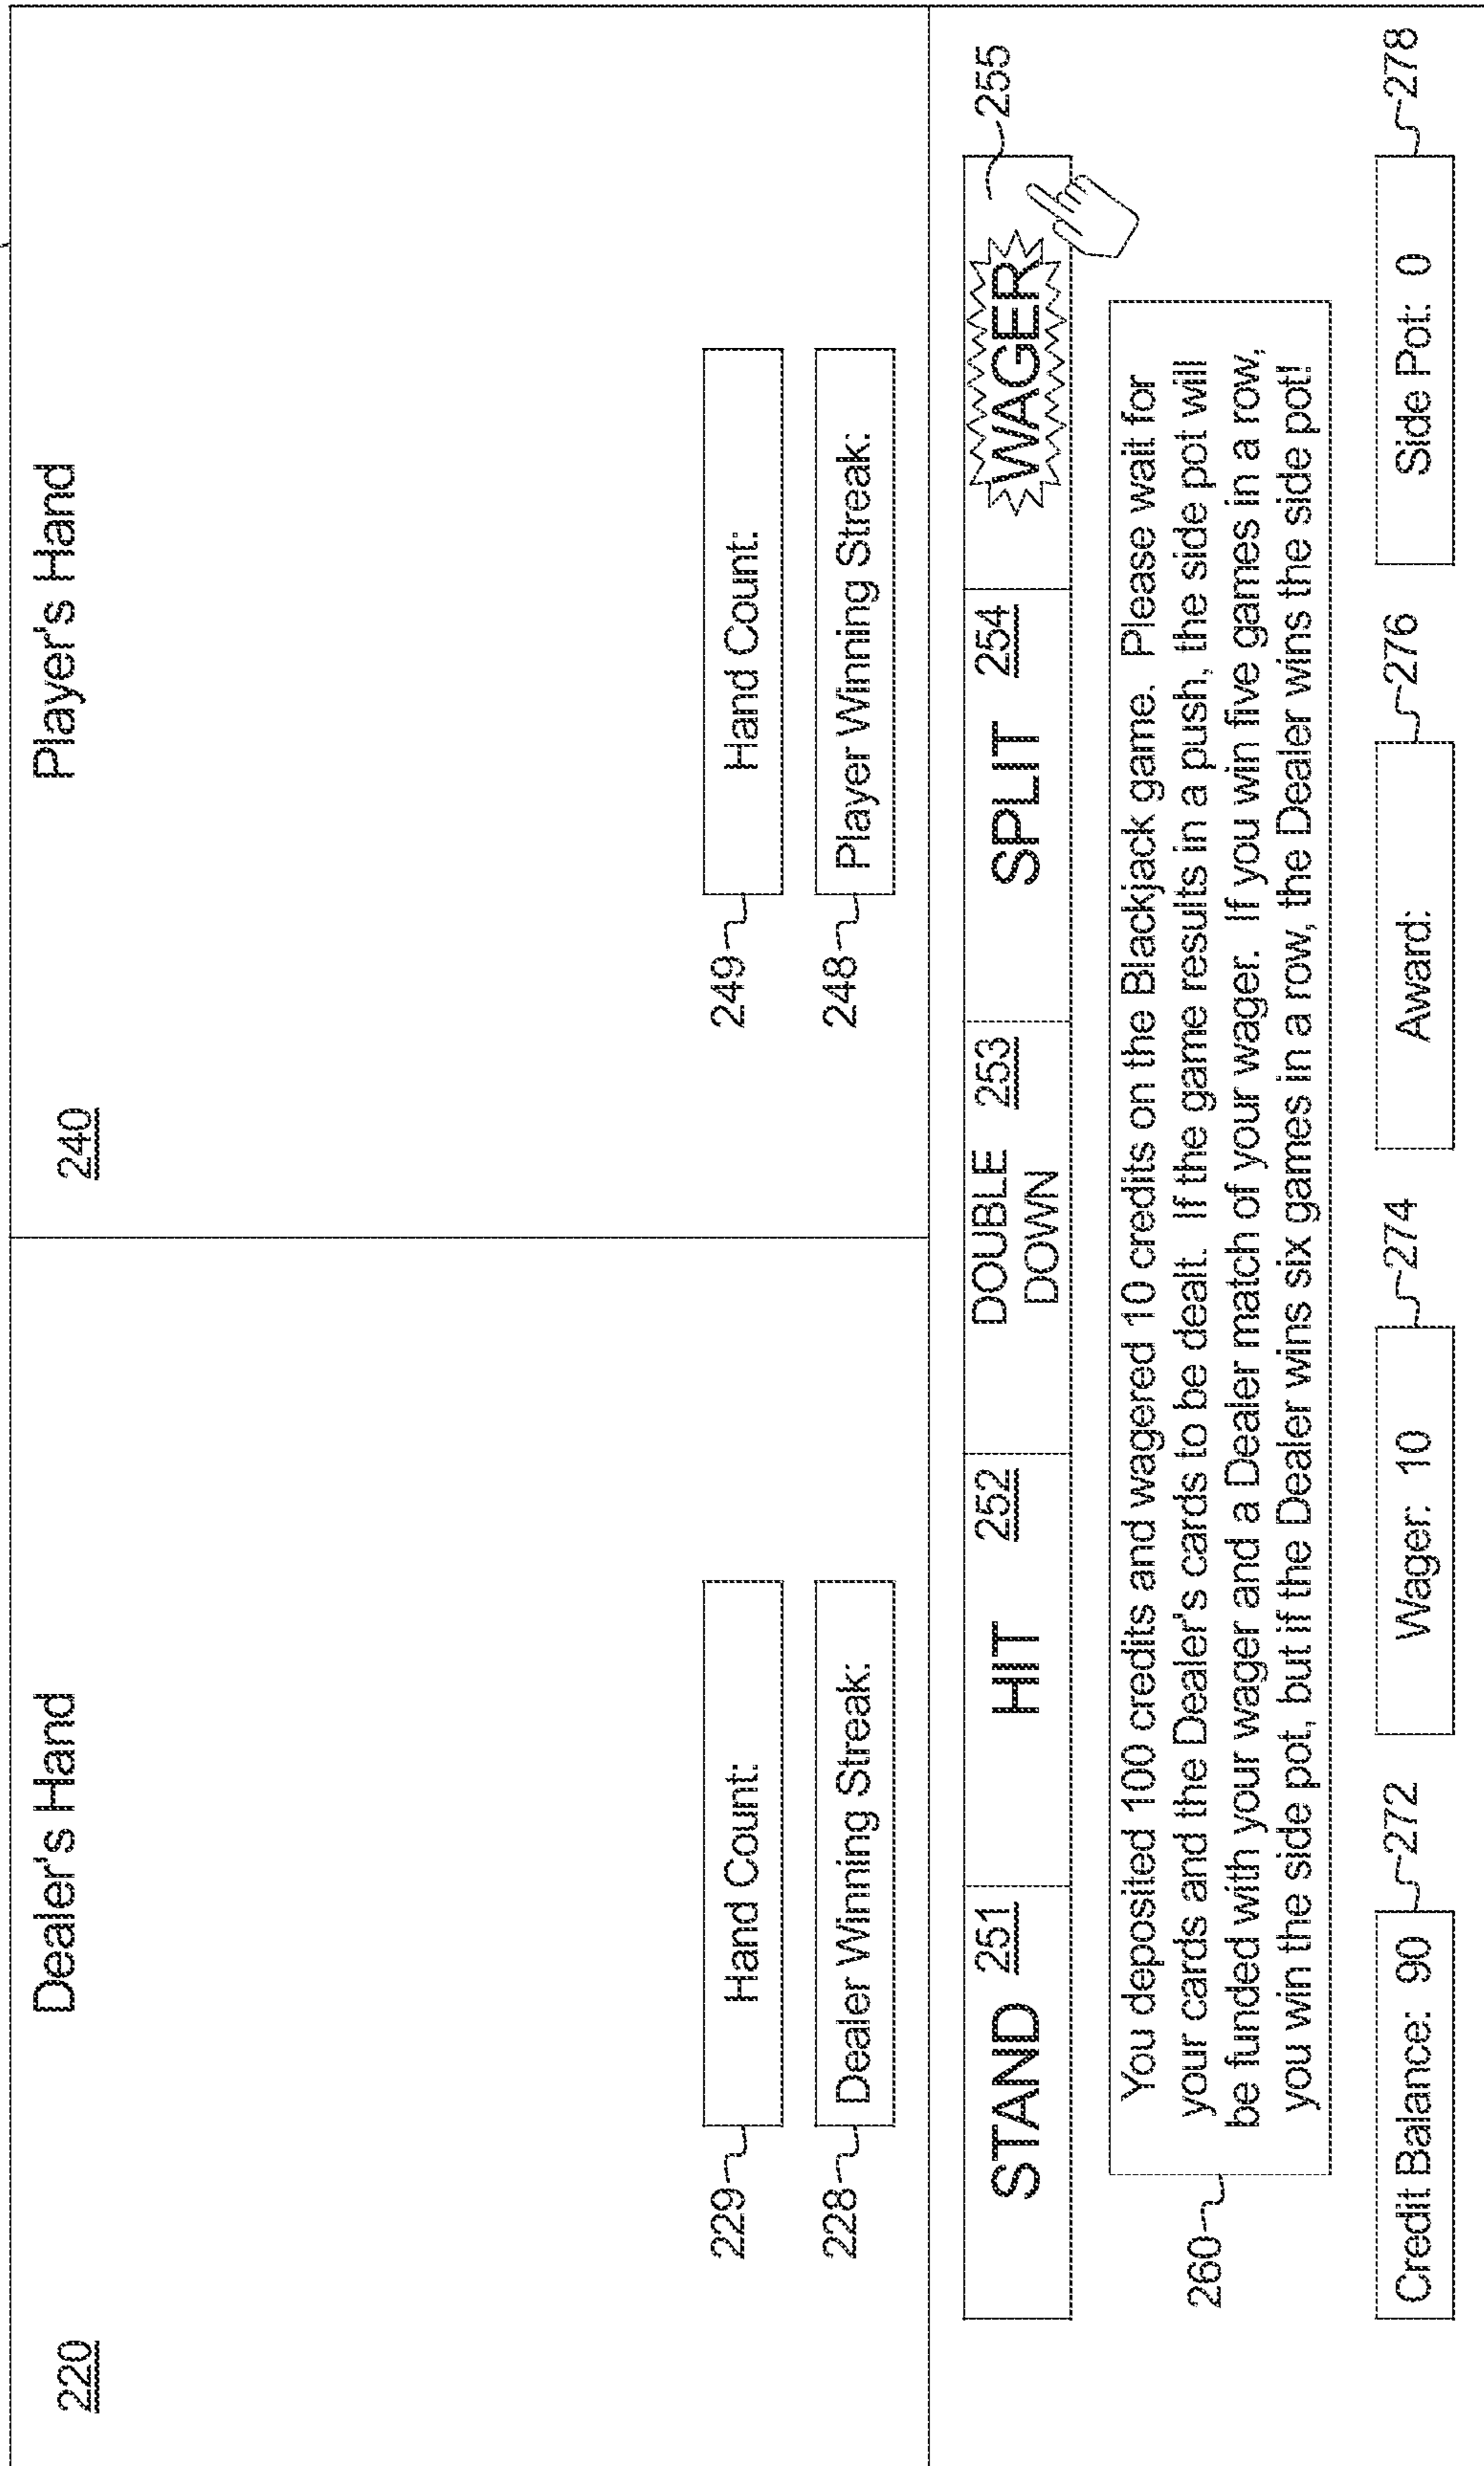 220
Dealer's Hand
229
Hand Count:
228
Dealer Winning Streak:
240
Player's Hand
249
Hand Count:
248
Player Winning Streak:
STAND 251
HIT 252
DOUBLE DOWN 253
SPLIT 254
WAGER
255
260
You deposited 100 credits and wagered 10 credits on the Blackjack game. Please wait for
your cards and the Dealer's cards to be dealt. If the game results in a push, the side pot will
be funded with your wager and a Dealer match of your wager. If you win five games in a row,
you win the side pot, but if the Dealer wins six games in a row, the Dealer wins the side pot!
Credit Balance: 90
272
Wager: 10
274
Award:
276
Side Pot: 0
278